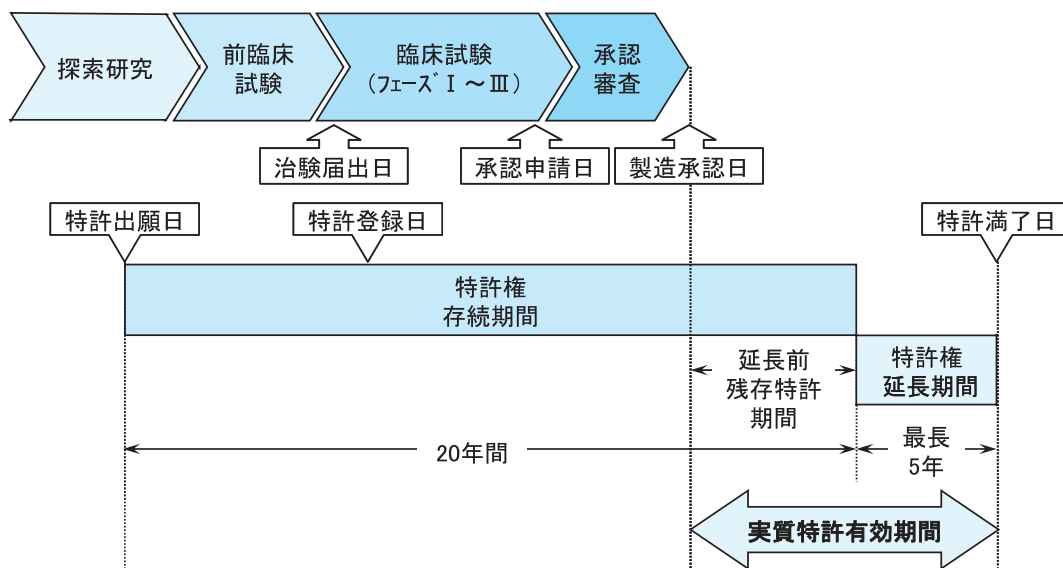 探索研究
前臨床
試験
臨床試験
(フェーズⅠ～Ⅲ)
承認
審査
治験届出日
承認申請日
製造承認日
特許出願日
特許登録日
特許満了日
特許権
存続期間
延長前
残存特許
期間
特許権
延長期間
20年間
最長
5年
実質特許有効期間